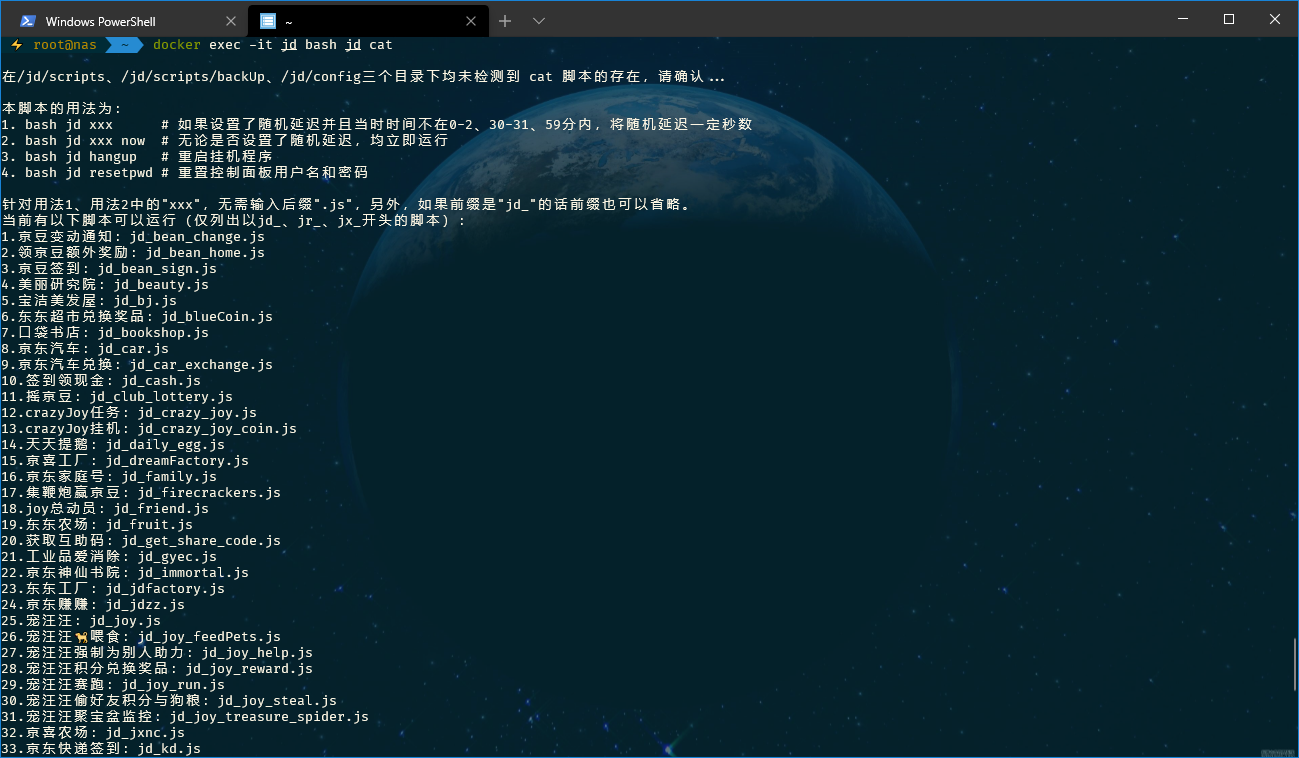 Windows PowerShell
~
root@nas ~ docker exec -it jd bash jd cat
在/jd/scripts、/jd/scripts/backUp、/jd/config三个目录下均未检测到 cat 脚本的存在，请确认...
本脚本的用法为：
1. bash jd xxx # 如果设置了随机延迟并且当时时间不在0-2、30-31、59分内，将随机延迟一定秒数
2. bash jd xxx now # 无论是否设置了随机延迟，均立即运行
3. bash jd hangup # 重启挂机程序
4. bash jd resetpwd # 重置控制面板用户名和密码
针对用法1、用法2中的"xxx"，无需输入后缀".js"，另外，如果前缀是"jd_"的话前缀也可以省略。
当前有以下脚本可以运行（仅列出以jd_、jr_、jx_开头的脚本）：
1.京豆变动通知：jd_bean_change.js
2.领京豆额外奖励：jd_bean_home.js
3.京豆签到：jd_bean_sign.js
4.美丽研究院：jd_beauty.js
5.宝洁美发屋：jd_bj.js
6.东东超市兑换奖品：jd_blueCoin.js
7.口袋书店：jd_bookshop.js
8.京东汽车：jd_car.js
9.京东汽车兑换：jd_car_exchange.js
10.签到领现金：jd_cash.js
11.摇京豆：jd_club_lottery.js
12.crazyJoy任务：jd_crazy_joy.js
13.crazyJoy挂机：jd_crazy_joy_coin.js
14.天天提鹅：jd_daily_egg.js
15.京喜工厂：jd_dreamFactory.js
16.京东家庭号：jd_family.js
17.集鞭炮赢京豆：jd_firecrackers.js
18.joy总动员：jd_friend.js
19.东东农场：jd_fruit.js
20.获取互助码：jd_get_share_code.js
21.工业品爱消除：jd_gyec.js
22.京东神仙书院：jd_immortal.js
23.东东工厂：jd_jdfactory.js
24.京东赚赚：jd_jdzz.js
25.宠汪汪：jd_joy.js
26.宠汪汪🐕喂食：jd_joy_feedPets.js
27.宠汪汪强制为别人助力：jd_joy_help.js
28.宠汪汪积分兑换奖品：jd_joy_reward.js
29.宠汪汪赛跑：jd_joy_run.js
30.宠汪汪偷好友积分与狗粮：jd_joy_steal.js
31.宠汪汪聚宝盆监控：jd_joy_treasure_spider.js
32.京喜农场：jd_jxnc.js
33.京东快递签到：jd_kd.js